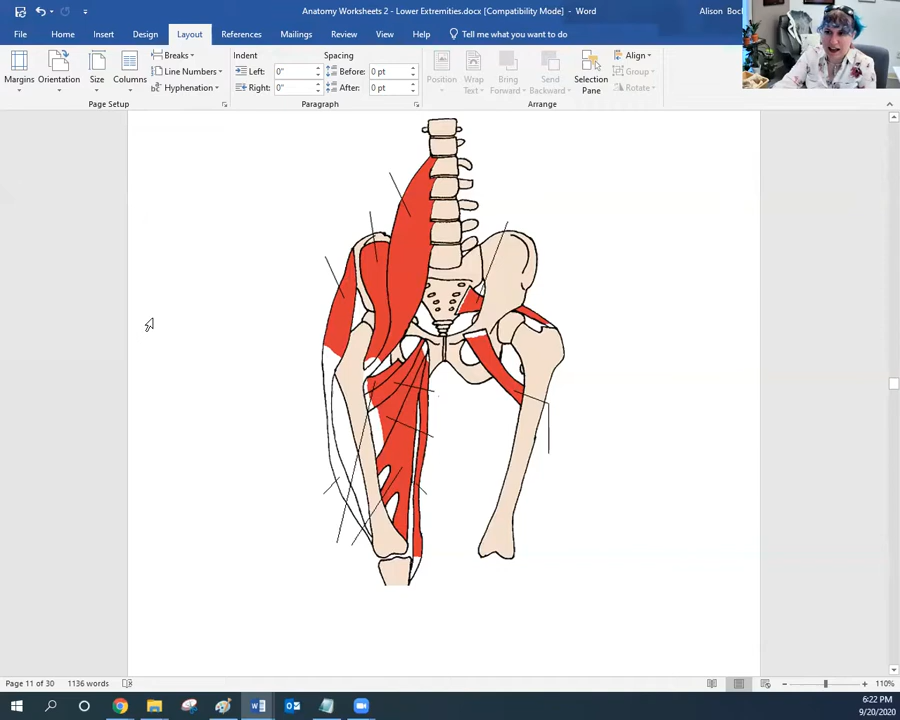 Anatomy Worksheets 2 - Lower Extremities.docx [Compatibility Mode] - Word
Alison Boc
File Home Insert Design Layout References Mailings Review View Help Tell me what you want to do
Margins
Orientation
Size
Columns
Breaks
Line Numbers
Hyphenation
Page Setup
Indent
Left: 0"
Right: 0"
Spacing
Before: 0 pt
After: 0 pt
Paragraph
Position
Wrap Text
Bring Forward
Send Backward
Selection Pane
Align
Group
Rotate
Arrange
Page 11 of 30 1136 words
110%
6:22 PM
9/20/2020